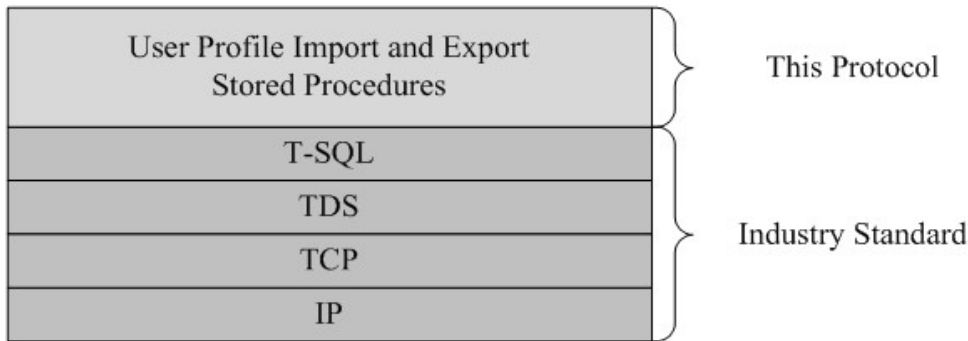 User Profile Import and Export
Stored Procedures
This Protocol
T-SQL
TDS
TCP
IP
Industry Standard